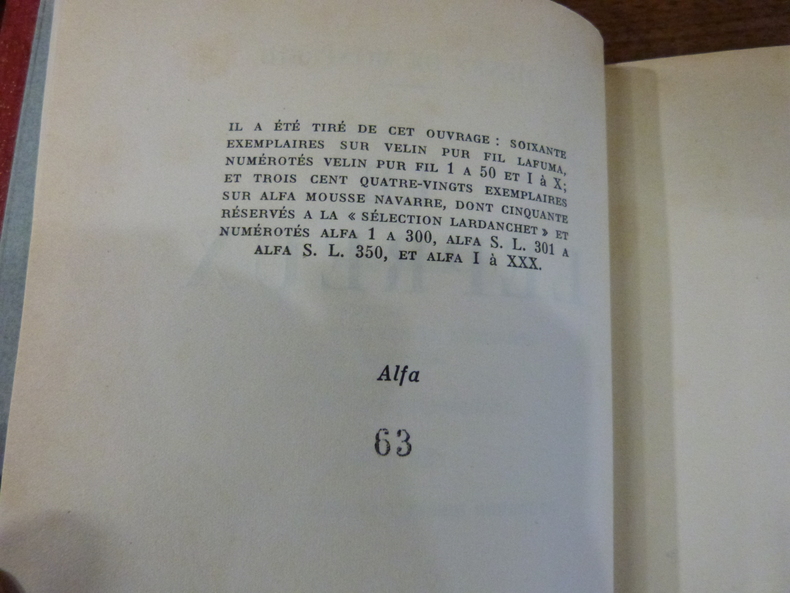 IL A ÉTÉ TIRÉ DE CET OUVRAGE : SOIXANTE
EXEMPLAIRES SUR VELIN PUR FIL LAFUMA,
NUMÉROTÉS VELIN PUR FIL 1 A 50 ET I à X;
ET TROIS CENT QUATRE-VINGTS EXEMPLAIRES
SUR ALFA MOUSSE NAVARRE, DONT CINQUANTE
RÉSERVÉS A LA « SÉLECTION LARDANCHET » ET
NUMÉROTÉS ALFA 1 A 300, ALFA S. L. 301 A
ALFA S. L. 350, ET ALFA I à XXX.
Alfa
63